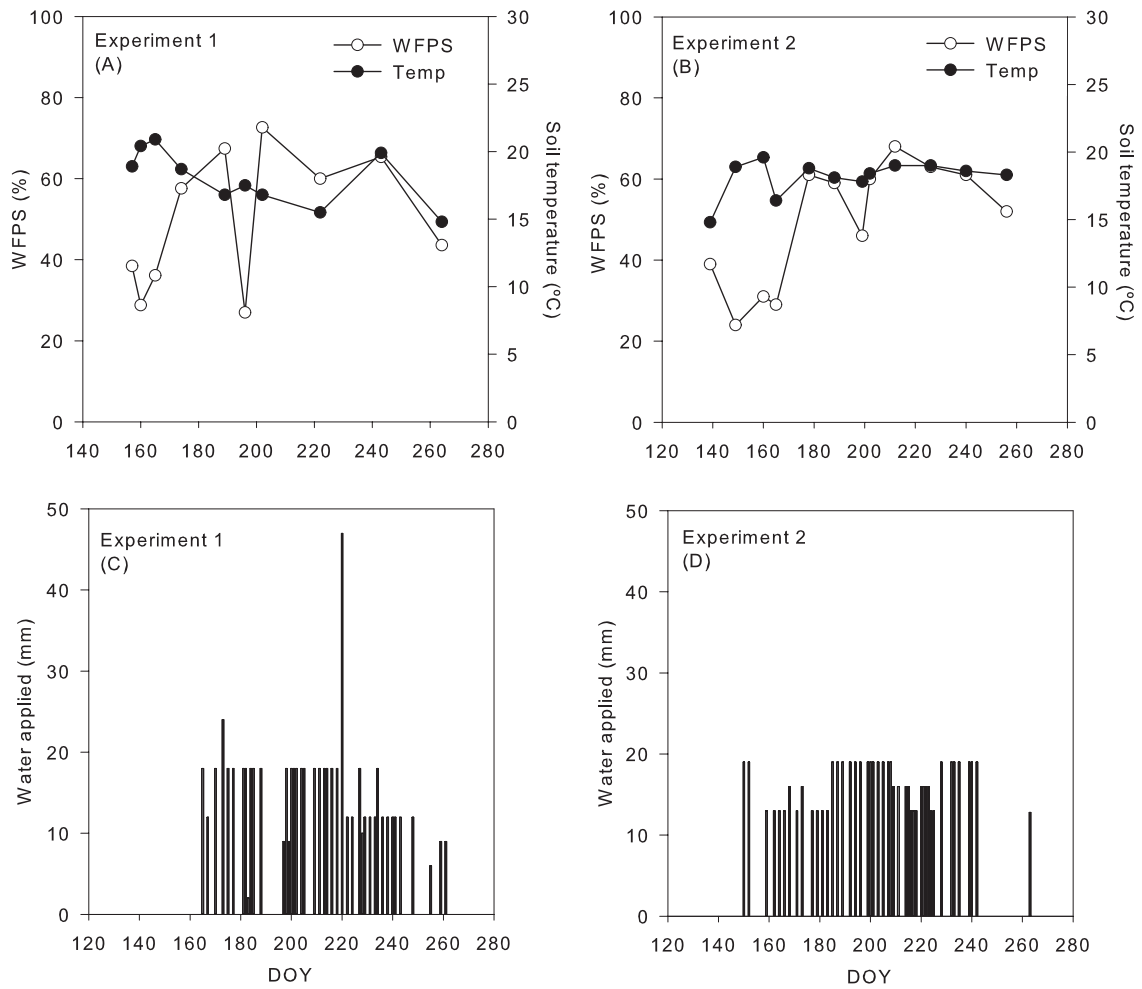 Experiment 1
(A)
WFPS
Temp
WFPS (%)
100
80
60
40
20
0
30
25
20
15
10
5
0
Soil temperature (ºC)
140 160 180 200 220 240 260 280
Experiment 2
(B)
WFPS
Temp
WFPS (%)
100
80
60
40
20
0
30
25
20
15
10
5
0
Soil temperature (ºC)
120 140 160 180 200 220 240 260 280
Experiment 1
(C)
Water applied (mm)
50
40
30
20
10
0
120 140 160 180 200 220 240 260 280
DOY
Experiment 2
(D)
Water applied (mm)
50
40
30
20
10
0
120 140 160 180 200 220 240 260 280
DOY